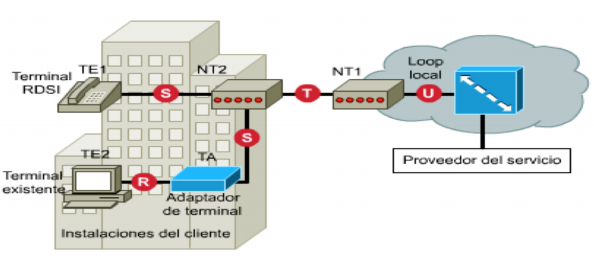 TE1
Terminal
RDSI
S
NT2
T
NT1
Loop
local
U
Proveedor del servicio
S
TE2
Terminal
existente
R
TA
Adaptador
de terminal
Instalaciones del cliente